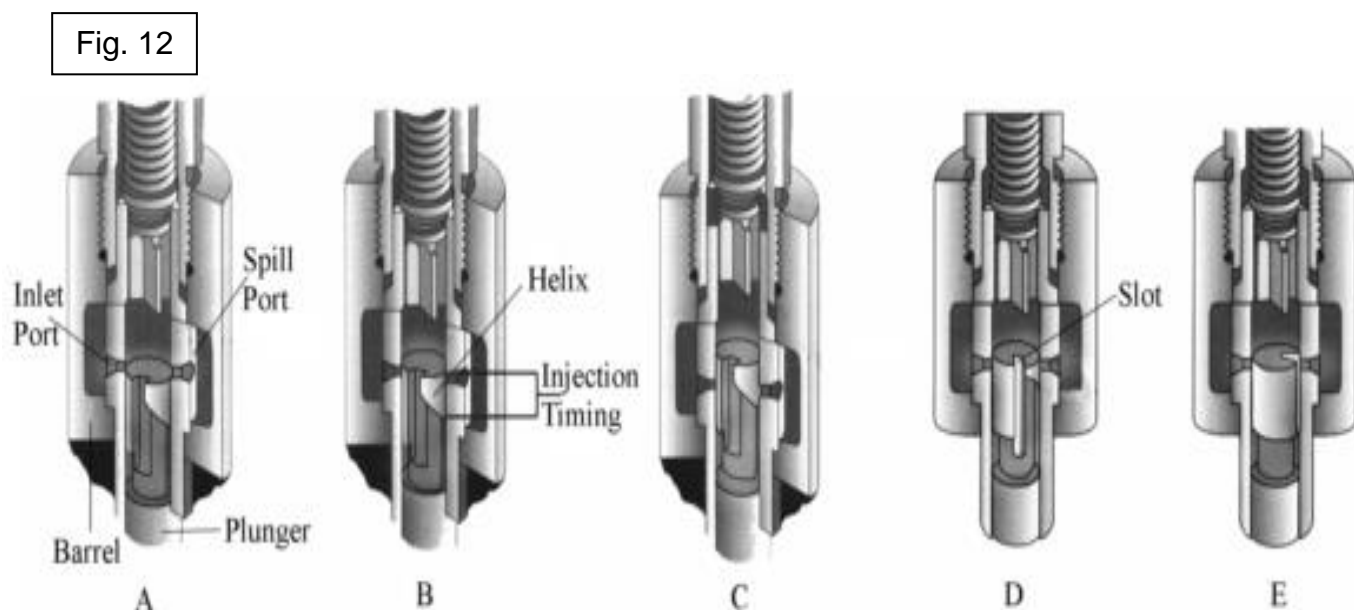 Fig. 12
Inlet
Port
Spill
Port
Helix
Injection
Timing
Slot
Barrel
Plunger
A
B
C
D
E